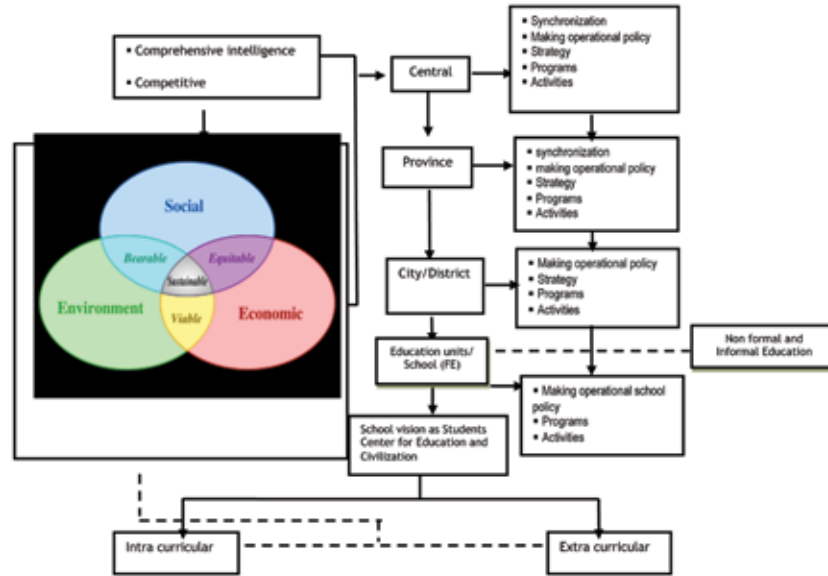 ▪ Comprehensive intelligence
▪ Competitive
Central
▪ Synchronization
▪ Making operational policy
▪ Strategy
▪ Programs
▪ Activities
Social
Bearable
Equitable
Sustainable
Environment
Economic
Viable
Province
▪ synchronization
▪ making operational policy
▪ Strategy
▪ Programs
▪ Activities
City/District
▪ Making operational policy
▪ Strategy
▪ Programs
▪ Activities
Education units/
School (FE)
Non formal and
Informal Education
▪ Making operational school
policy
▪ Programs
▪ Activities
School vision as Students
Center for Education and
Civilization
Intra curricular
Extra curricular